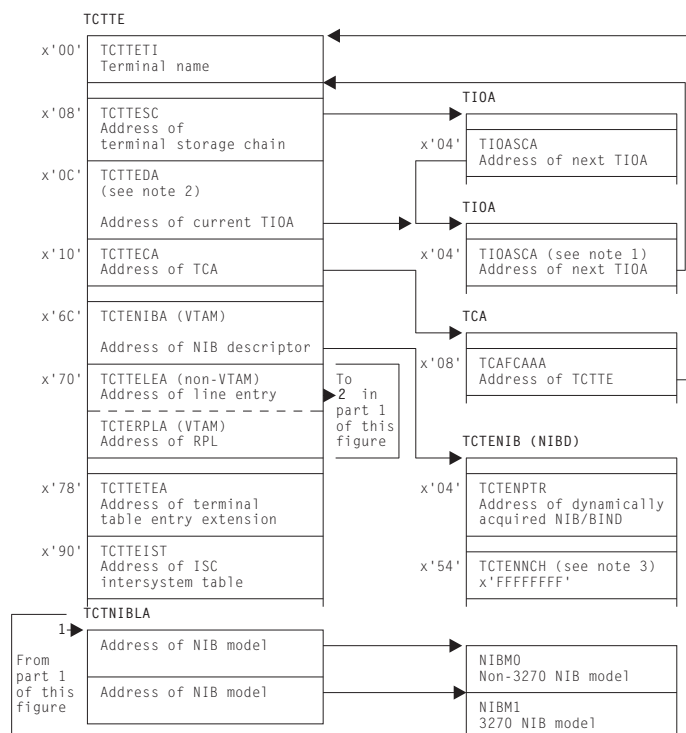 TCTTE
x'00'
TCTTETI
Terminal name
x'08'
TCTTESC
Address of
terminal storage chain
x'0C'
TCTTEDA
(see note 2)
Address of current TIOA
x'10'
TCTTECA
Address of TCA
x'6C'
TCTENIBA (VTAM)
Address of NIB descriptor
x'70'
TCTTELEA (non-VTAM)
Address of line entry
TCTERPLA (VTAM)
Address of RPL
To
2 in
part 1
of this
figure
x'78'
TCTTETEA
Address of terminal
table entry extension
x'90'
TCTTEIST
Address of ISC
intersystem table
TIOA
x'04'
TIOASCA
Address of next TIOA
TIOA
x'04'
TIOASCA (see note 1)
Address of next TIOA
TCA
x'08'
TCAFCAAA
Address of TCTTE
TCTENIB (NIBD)
x'04'
TCTENPTR
Address of dynamically
acquired NIB/BIND
x'54'
TCTENNCH (see note 3)
x'FFFFFFFF'
TCTNIBLA
1
From
part 1
of this
figure
Address of NIB model
Address of NIB model
NIBM0
Non-3270 NIB model
NIBM1
3270 NIB model